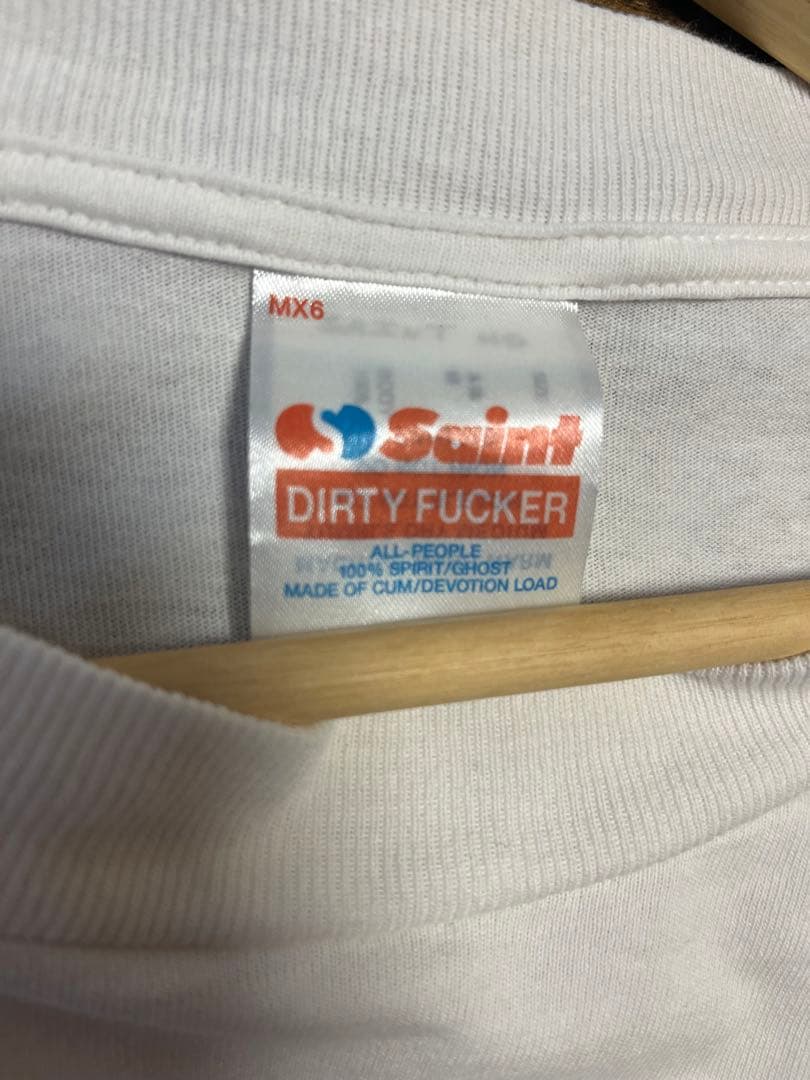 MX6
Saint
DIRTY FUCKER
ALL-PEOPLE
100% SPIRIT/GHOST
MADE OF CUM/DEVOTION LOAD